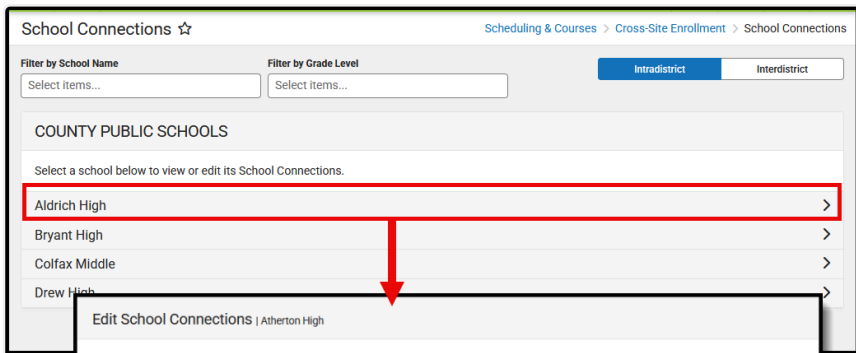 School Connections ☆
Scheduling & Courses > Cross-Site Enrollment > School Connections
Filter by School Name
Filter by Grade Level
Select items...
Select items...
Intradistrict
Interdistrict
COUNTY PUBLIC SCHOOLS
Select a school below to view or edit its School Connections.
Aldrich High
Bryant High
Colfax Middle
Drew High
Edit School Connections | Atherton High